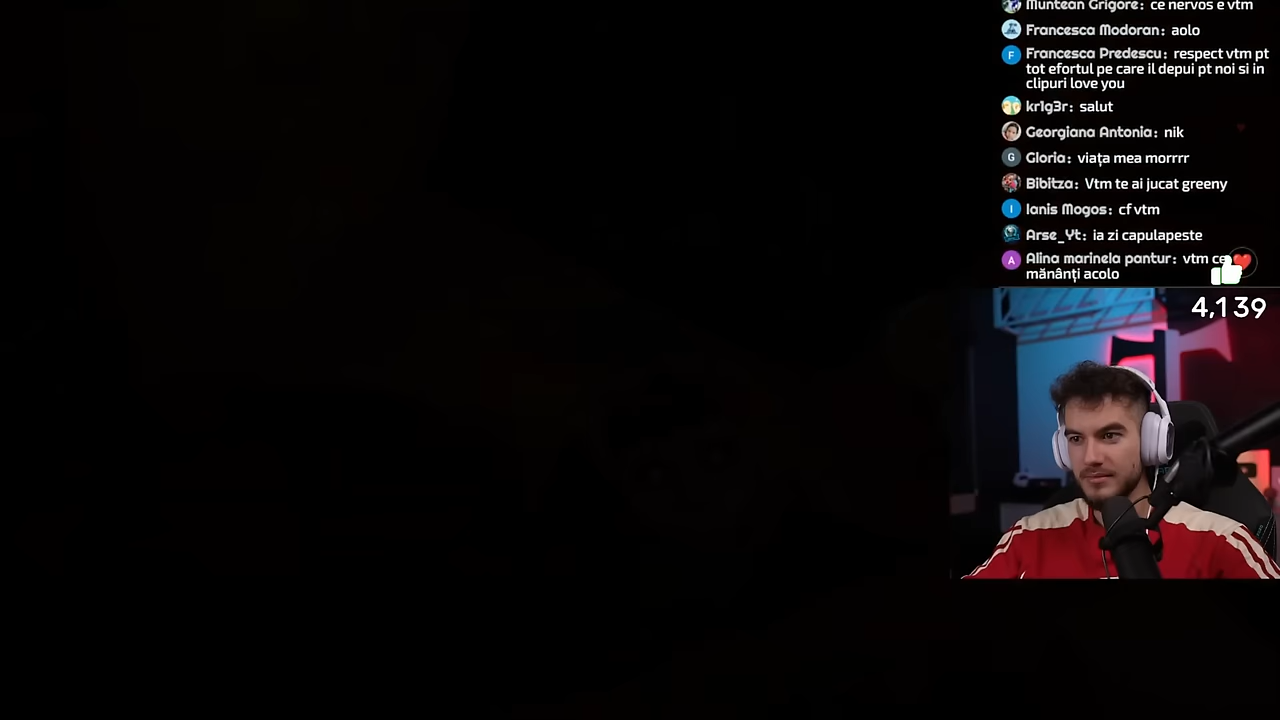 Muntean Grigore: ce nervos e vtm
Francesca Modoran: aolo
Francesca Predescu: respect vtm pt
tot efortul pe care il depui pt noi si in
clipuri love you
kr1g3r: salut
Georgiana Antonia: nik
G Gloria: viața mea morrrr
Bibitza: Vtm te ai jucat greeny
I Ianis Mogos: cf vtm
Arse_Yt: ia zi capulapeste
A Alina marinela pantur: vtm ce
mănânți acolo
4,139